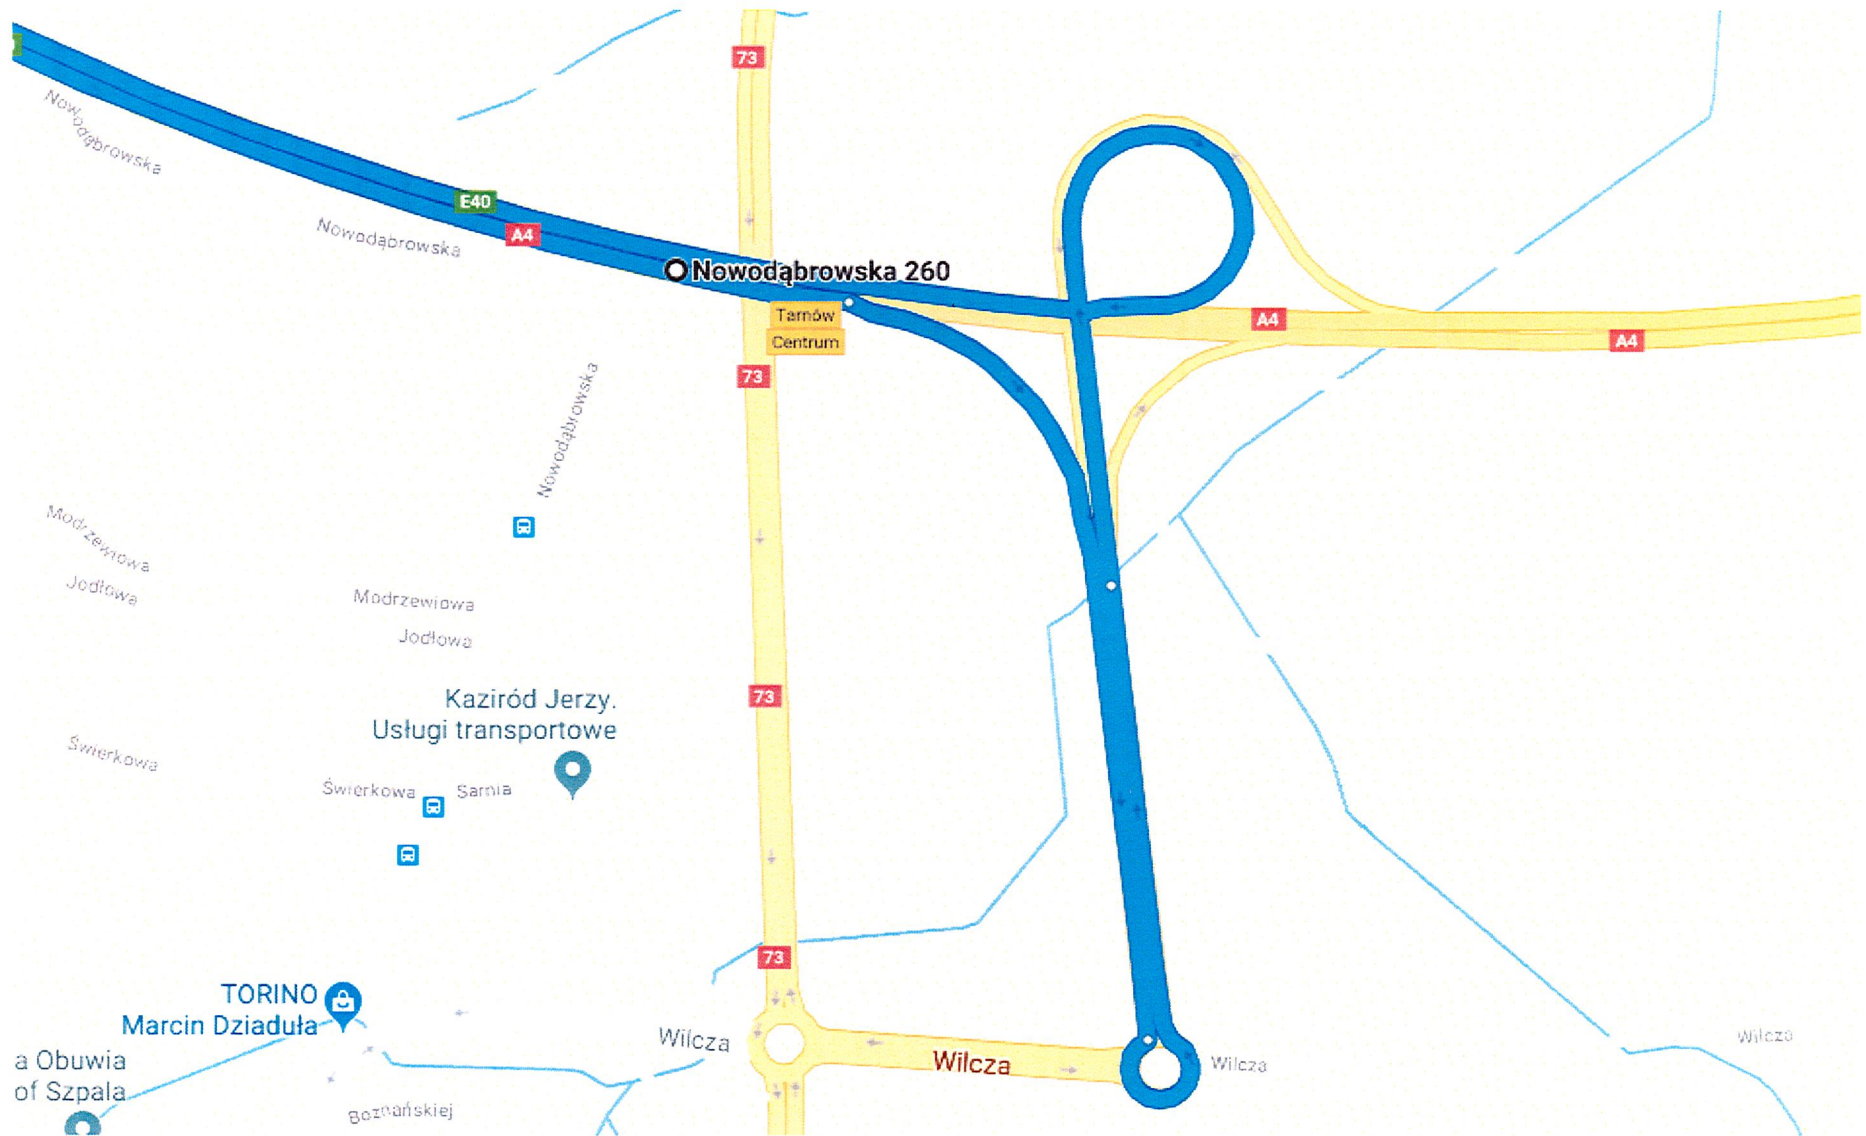 73
Nowodąbrowska
E40
A4
Nowodąbrowska
Nowodąbrowska 260
Tarnów
Centrum
A4
A4
73
Nowodąbrowska
Modrzewiowa
Jodłowa
Modrzewiowa
Jodłowa
73
Kaziród Jerzy.
Usługi transportowe
Świerkowa
Świerkowa
Sarnia
73
TORINO
Marcin Dziaduła
Wilcza
Wilcza
Wilcza
Wilcza
a Obuwia
of Szpala
Boznańskiej